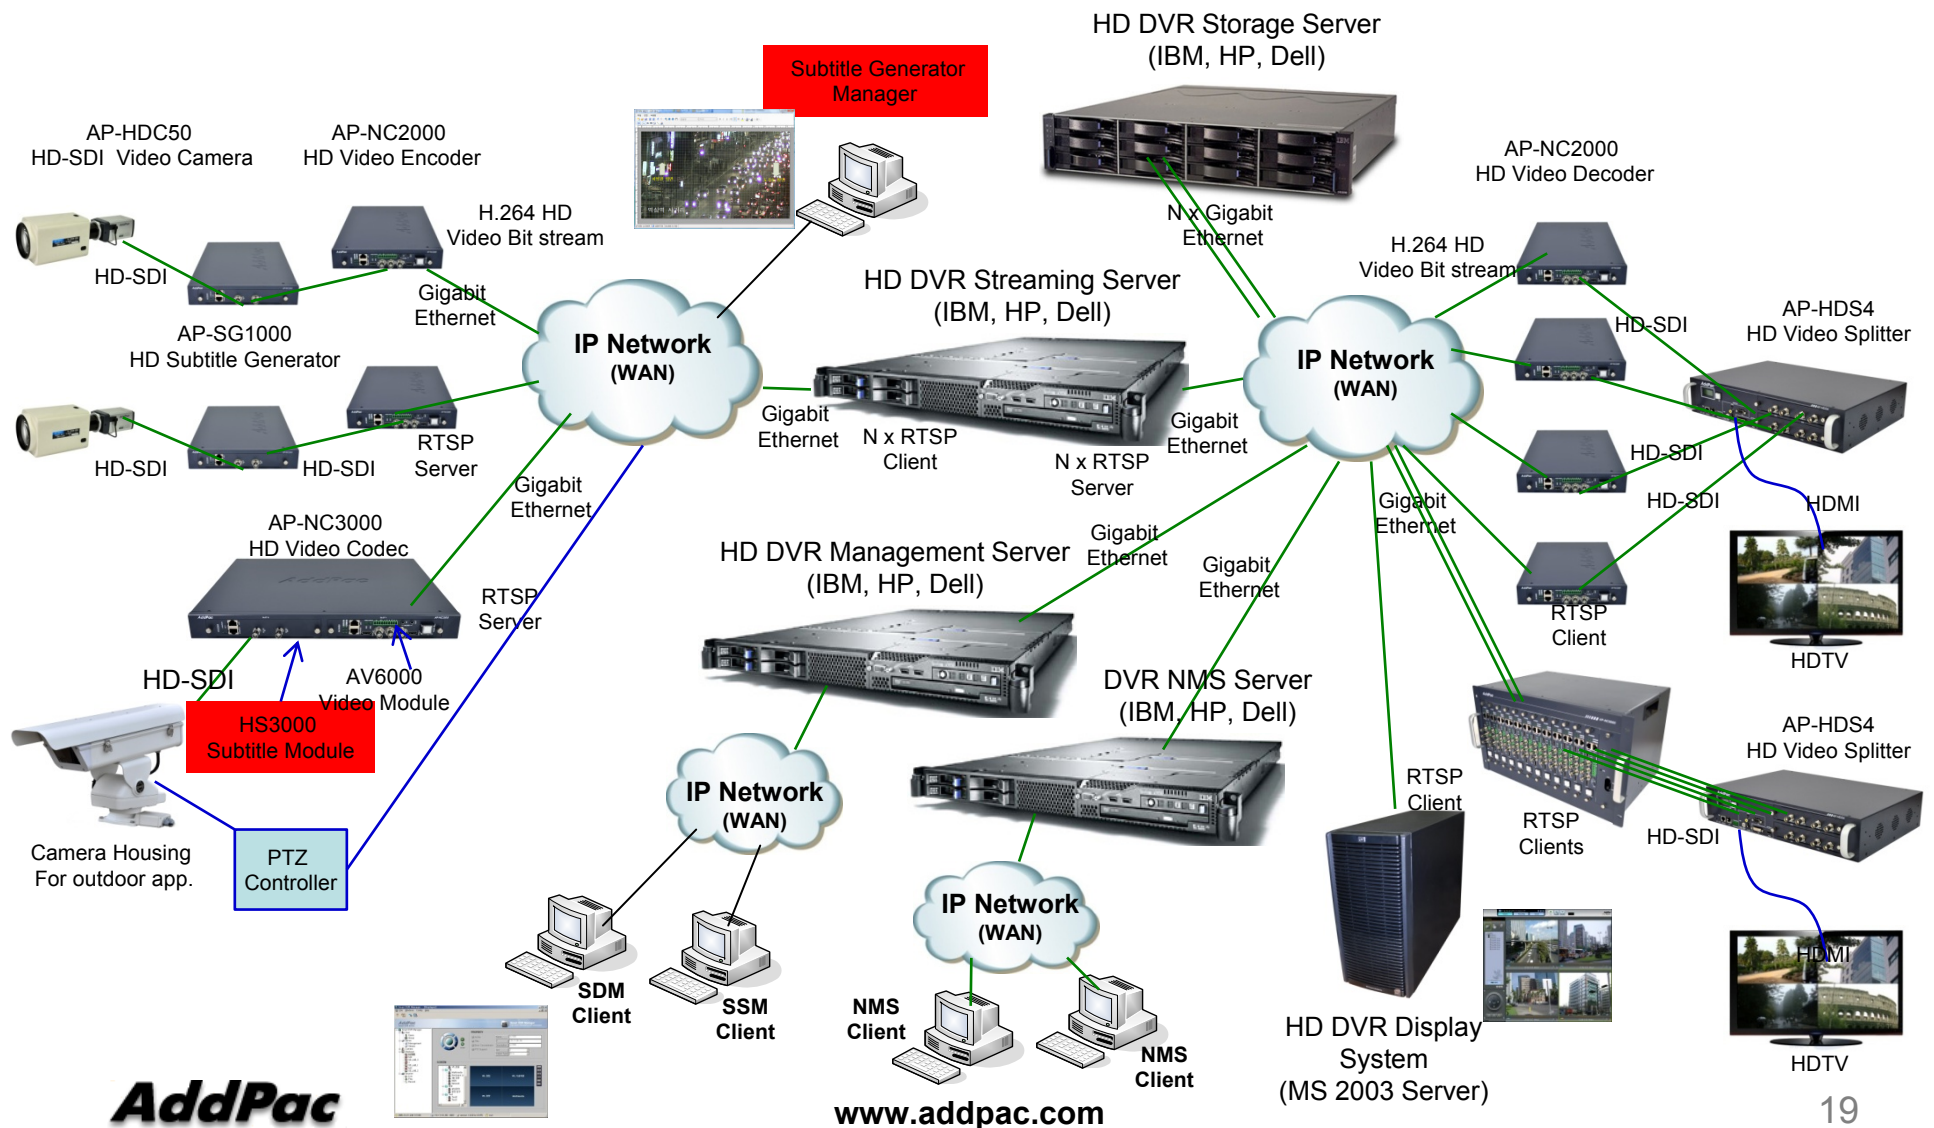 HD DVR Storage Server
(IBM, HP, Dell)
Subtitle Generator
Manager
AP-HDC50
HD-SDI  Video Camera
AP-NC2000
HD Video Encoder
AP-NC2000
HD Video Decoder
H.264 HD
Video Bit stream
N x Gigabit
Ethernet
H.264 HD
Video Bit stream
HD-SDI
Gigabit
Ethernet
HD DVR Streaming Server
(IBM, HP, Dell)
AP-SG1000
HD Subtitle Generator
IP Network
(WAN)
IP Network
(WAN)
HD-SDI
AP-HDS4
HD Video Splitter
Gigabit
Ethernet
N x RTSP
Client
N x RTSP
Server
Gigabit
Ethernet
RTSP
Server
HD-SDI
HD-SDI
HD-SDI
HD-SDI
HDMI
Gigabit
Ethernet
Gigabit
Ethernet
AP-NC3000
HD Video Codec
AddPac
HD DVR Management Server
(IBM, HP, Dell)
Gigabit
Ethernet
Gigabit
Ethernet
RTSP
Server
RTSP
Client
HDTV
HD-SDI
AV6000
Video Module
HS3000
Subtitle Module
DVR NMS Server
(IBM, HP, Dell)
AP-HDS4
HD Video Splitter
IP Network
(WAN)
RTSP
Client
RTSP
Clients
HD-SDI
Camera Housing
For outdoor app.
PTZ
Controller
IP Network
(WAN)
HDMI
SDM
Client
SSM
Client
NMS
Client
NMS
Client
HD DVR Display
System
(MS 2003 Server)
HDTV
AddPac
www.addpac.com
19